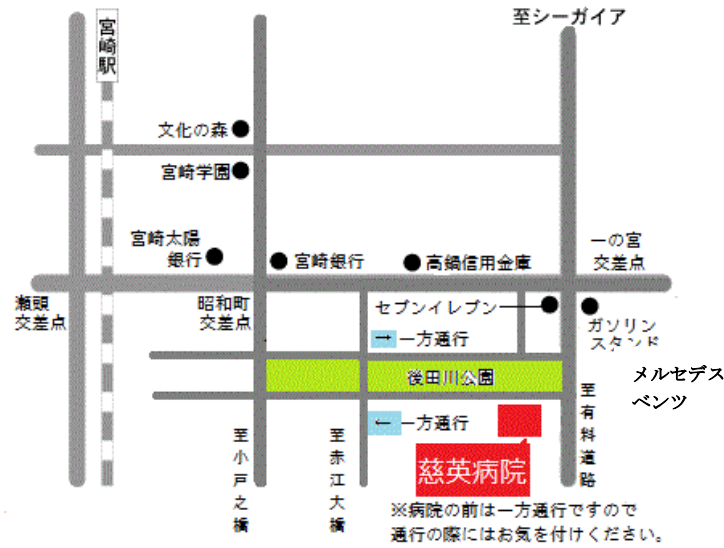 至シーガイア
宮崎駅
文化の森
宮崎学園
宮崎太陽
銀行
宮崎銀行
高鍋信用金庫
一の宮
交差点
瀬頭
交差点
昭和町
交差点
セブンイレブン
ガソリン
スタンド
→一方通行
後田川公園
メルセデス
ベンツ
←一方通行
至有料道路
至小戸之橋
至赤江大橋
慈英病院
※病院の前は一方通行ですので
通行の際にはお気を付けください。